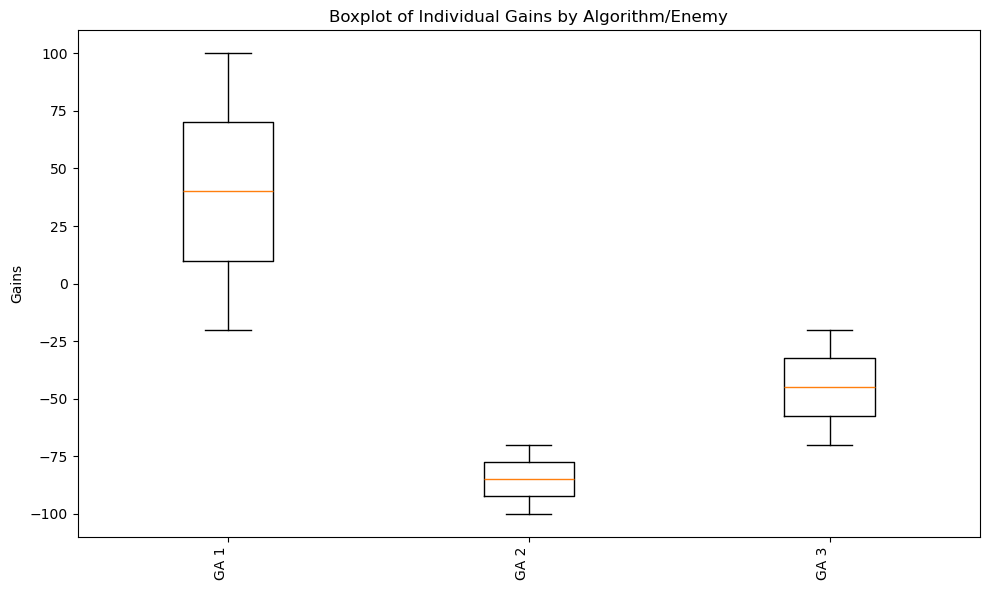 Boxplot of Individual Gains by Algorithm/Enemy
100
75
50
25
0
−25
−50
−75
−100
Gains
GA 1
GA 2
GA 3